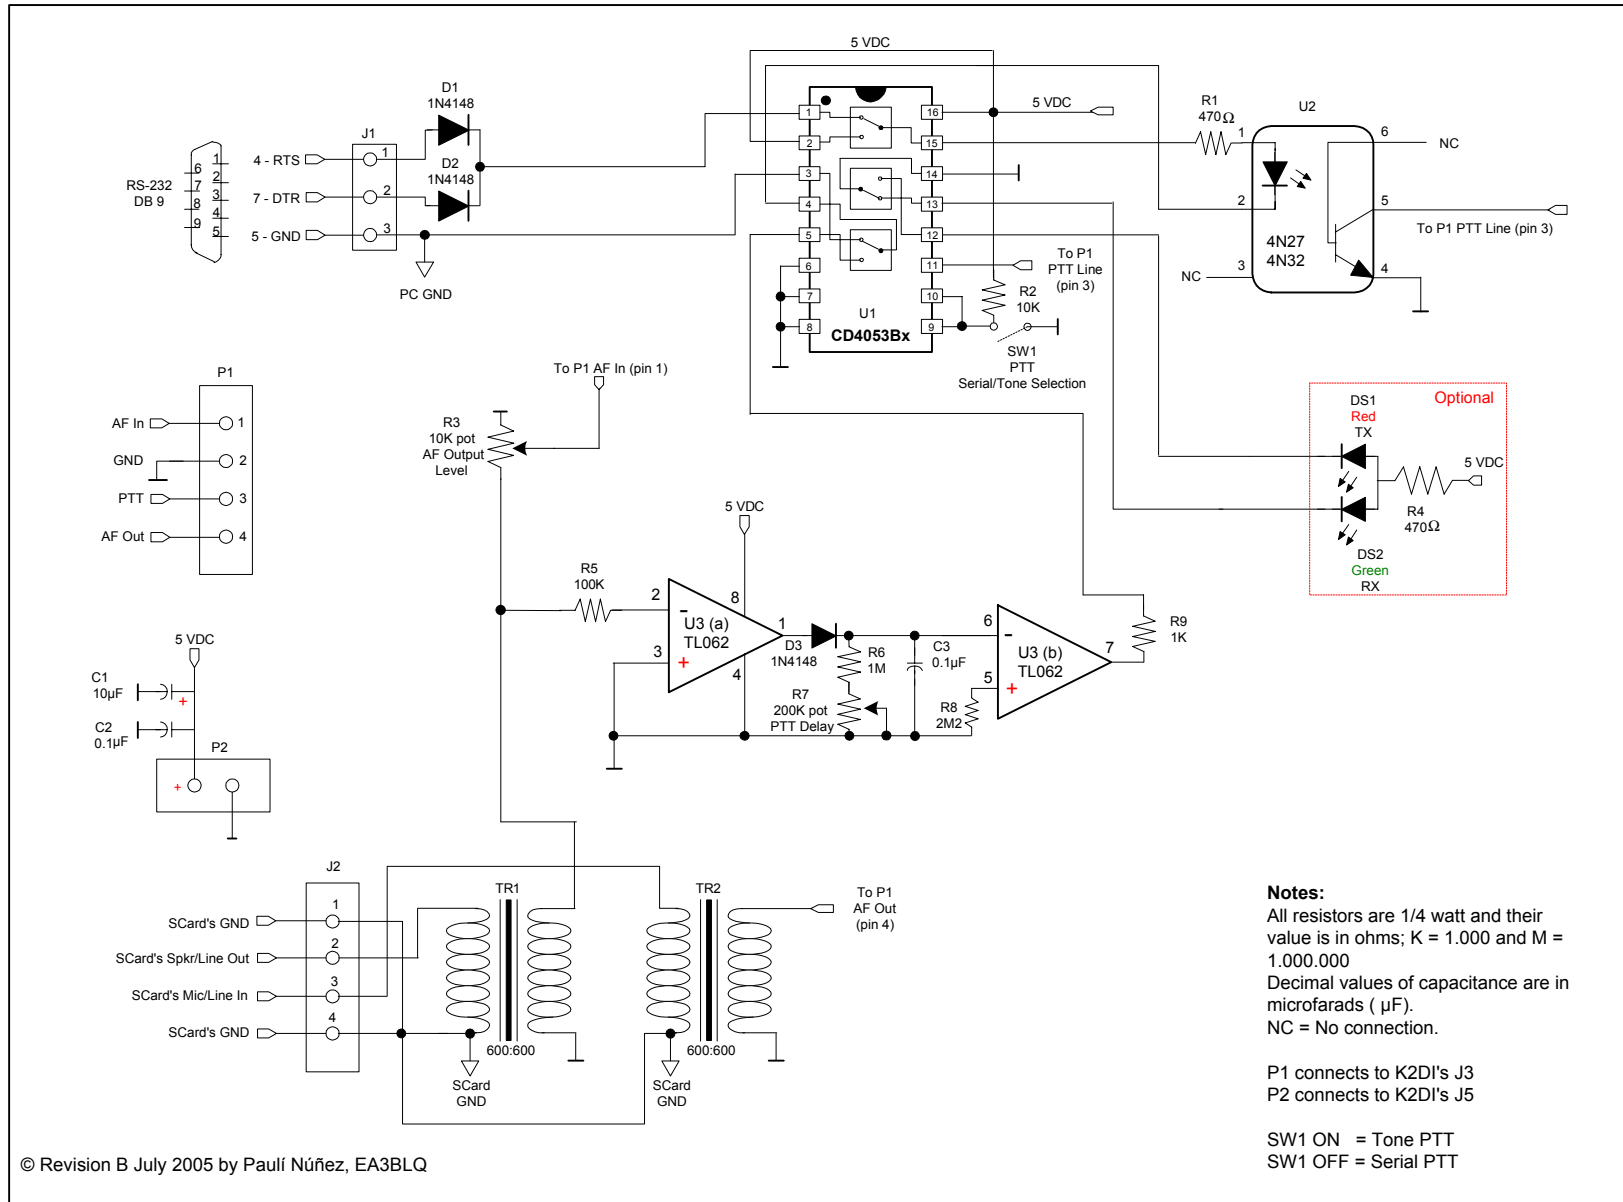 5 VDC
D1
1N4148
J1
1
4 - RTS
D2
1N4148
2
7 - DTR
3
5 - GND
PC GND
RS-232
DB 9
6
7
8
9
1
2
3
4
5
1
2
3
4
5
6
7
8
16
15
14
13
12
11
10
9
U1
CD4053Bx
5 VDC
R1
470Ω
U2
1
2
3
NC
6
NC
5
To P1 PTT Line (pin 3)
4
4N27
4N32
To P1
PTT Line
(pin 3)
R2
10K
SW1
PTT
Serial/Tone Selection
P1
AF In
1
GND
2
PTT
3
AF Out
4
To P1 AF In (pin 1)
R3
10K pot
AF Output
Level
Optional
DS1
Red
TX
5 VDC
R4
470Ω
DS2
Green
RX
5 VDC
R5
100K
2
-
8
U3 (a)
TL062
1
3
+
4
D3
1N4148
R6
1M
C3
0.1µF
R7
200K pot
PTT Delay
R8
2M2
6
-
U3 (b)
TL062
7
5
+
R9
1K
5 VDC
C1
10µF
+
C2
0.1µF
P2
+
J2
1
SCard's GND
2
SCard's Spkr/Line Out
3
SCard's Mic/Line In
4
SCard's GND
TR1
600:600
SCard
GND
TR2
600:600
SCard
GND
To P1
AF Out
(pin 4)
Notes:
All resistors are 1/4 watt and their
value is in ohms; K = 1.000 and M =
1.000.000
Decimal values of capacitance are in
microfarads ( µF).
NC = No connection.
P1 connects to K2DI's J3
P2 connects to K2DI's J5
SW1 ON = Tone PTT
SW1 OFF = Serial PTT
© Revision B July 2005 by Paulí Núñez, EA3BLQ